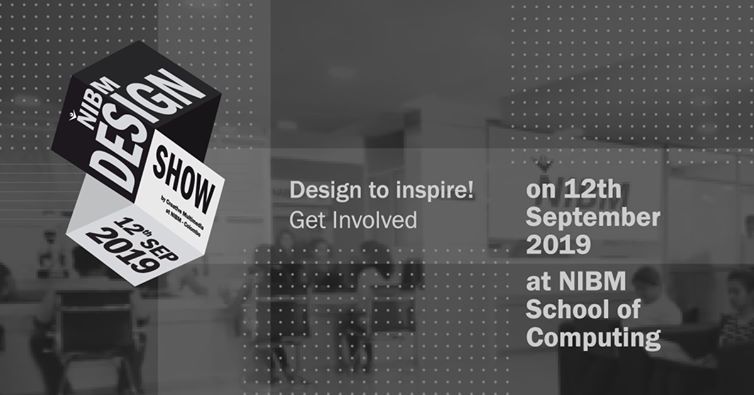 NIBM
DESIGN
SHOW
by Creative Multimedia
at NIBM - Colombo
12th SEP
2019
Design to inspire!
Get Involved
on 12th
September
2019
at NIBM
School of
Computing
NIBM